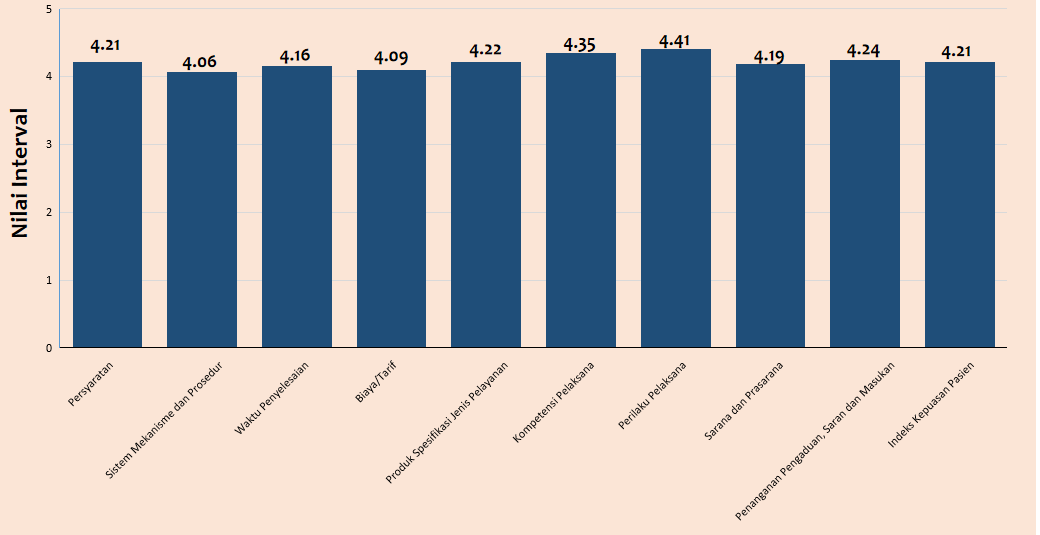 5
4
3
2
1
0
Nilai Interval
4.21
4.06
4.16
4.09
4.22
4.35
4.41
4.19
4.24
4.21
Persyaratan
Sistem Mekanisme dan Prosedur
Waktu Penyelesaian
Biaya/Tarif
Produk Spesifikasi Jenis Pelayanan
Kompetensi Pelaksana
Perilaku Pelaksana
Sarana dan Prasarana
Penanganan Pengaduan, Saran dan Masukan
Indeks Kepuasan Pasien